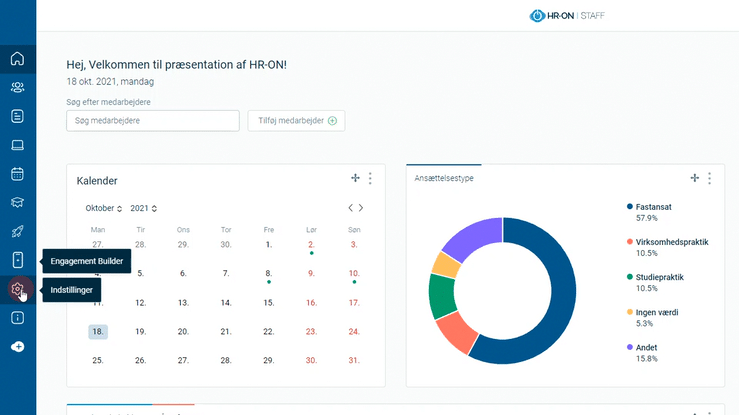 HR-ON | STAFF
Hej, Velkommen til præsentation af HR-ON!
18 okt. 2021, mandag
Søg efter medarbejdere
Søg medarbejdere
Tilføj medarbejder
Kalender
Oktober 2021
Man Tir Ons Tor Fre Lør Søn
27. 28. 29. 30. 1. 2. 3.
4. 5. 6. 7. 8. 9. 10.
11. 12. 13. 14. 15. 16. 17.
18. 19. 20. 21. 22. 23. 24.
25. 26. 27. 28. 29. 30. 31.
Engagement Builder
Indstillinger
Ansættelsestype
Fastansat
57.9%
Virksomhedspraktik
10.5%
Studiepraktik
10.5%
Ingen værdi
5.3%
Andet
15.8%